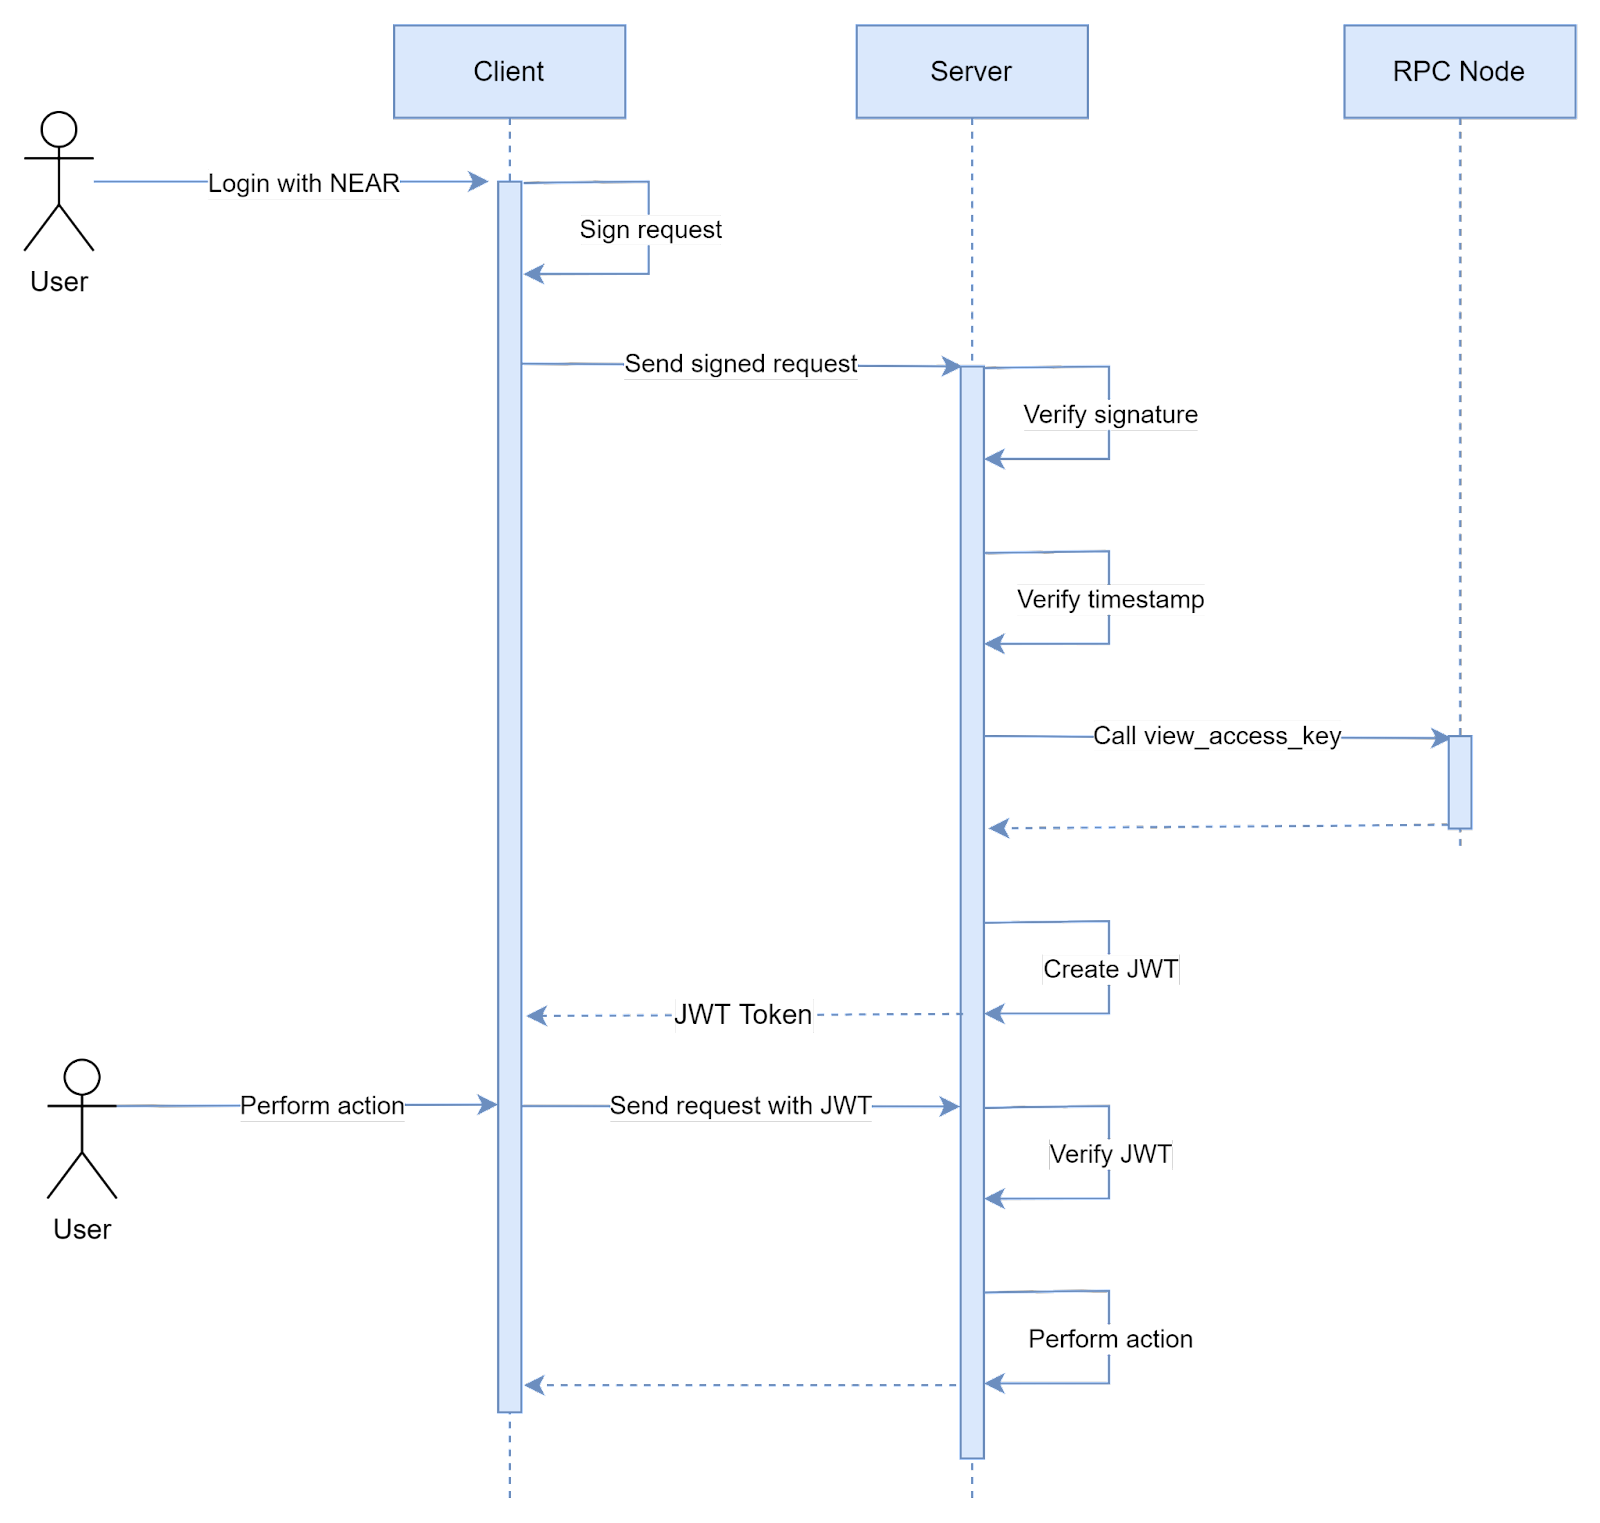 Client
Server
RPC Node
Login with NEAR
Sign request
User
Send signed request
Verify signature
Verify timestamp
Call view_access_key
Create JWT
JWT Token
Perform action
Send request with JWT
Verify JWT
User
Perform action